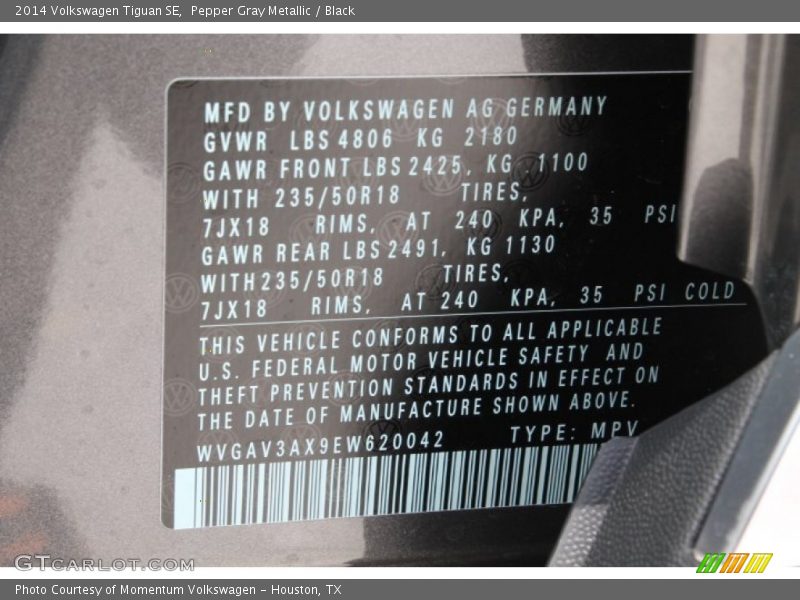 2014 Volkswagen Tiguan SE,  Pepper Gray Metallic / Black
MFD BY VOLKSWAGEN AG GERMANY
GVWR LBS 4806 KG 2180
GAWR FRONT LBS 2425, KG 1100
WITH 235/50R18 TIRES,
7JX18 RIMS, AT 240 KPA, 35 PSI
GAWR REAR LBS 2491, KG 1130
WITH 235/50R18 TIRES,
7JX18 RIMS, AT 240 KPA, 35 PSI COLD
THIS VEHICLE CONFORMS TO ALL APPLICABLE
U.S. FEDERAL MOTOR VEHICLE SAFETY AND
THEFT PREVENTION STANDARDS IN EFFECT ON
THE DATE OF MANUFACTURE SHOWN ABOVE.
WVGAV3AX9EW620042 TYPE: MPV
GTCARLOT.COM
Photo Courtesy of Momentum Volkswagen - Houston, TX